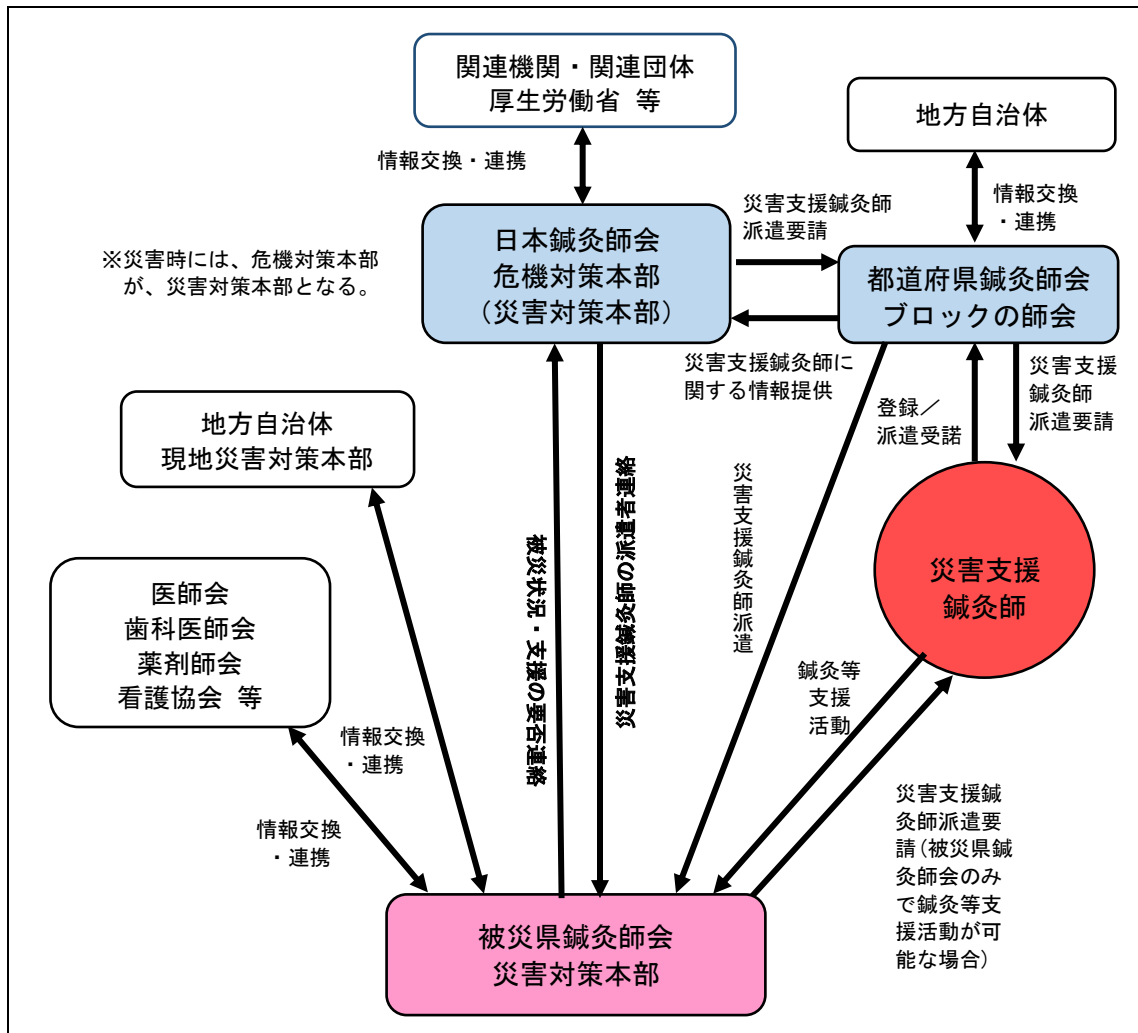 関連機関・関連団体
厚生労働省 等
地方自治体
情報交換・連携
情報交換
・連携
災害支援鍼灸師
派遣要請
日本鍼灸師会
危機対策本部
(災害対策本部)
※災害時には、危機対策本部
が、災害対策本部となる。
都道府県鍼灸師会
ブロックの師会
災害支援鍼灸師に
関する情報提供
登録/
派遣受諾
災害支援
鍼灸師
派遣要請
地方自治体
現地災害対策本部
被災状況・支援の要否連絡
災害支援鍼灸師の派遣者連絡
災害支援鍼灸師派遣
災害支援
鍼灸師
医師会
歯科医師会
薬剤師会
看護協会 等
鍼灸等
支援
活動
情報交換
・連携
情報交換
・連携
災害支援鍼
灸師派遣要
請(被災県鍼
灸師会のみ
で鍼灸等支
援活動が可
能な場合)
被災県鍼灸師会
災害対策本部